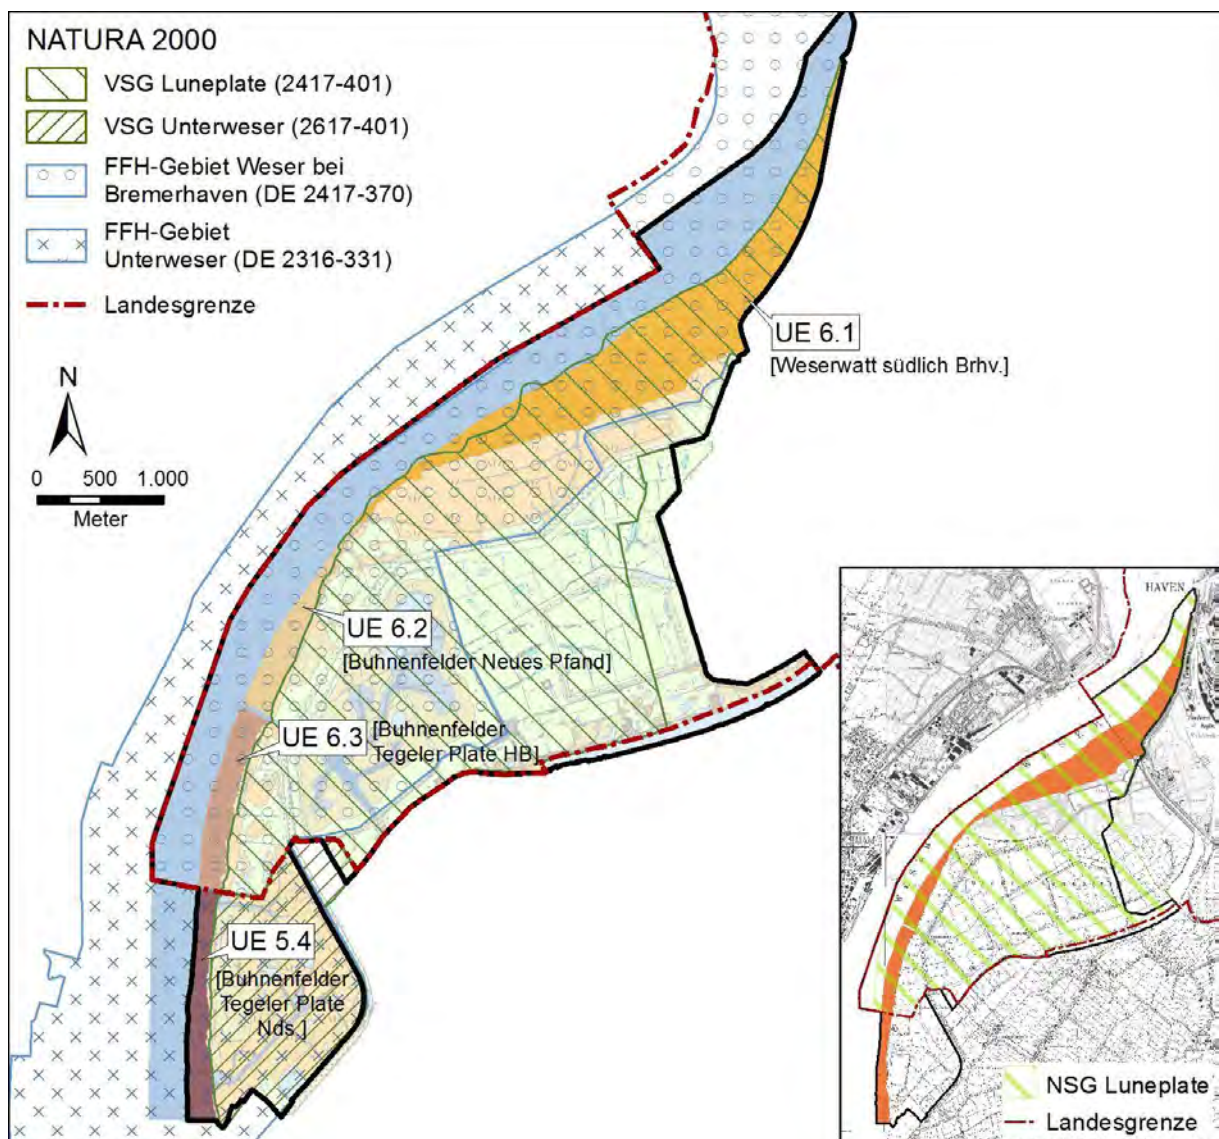 NATURA 2000
VSG Luneplate (2417-401)
VSG Unterweser (2617-401)
FFH-Gebiet Weser bei
Bremerhaven (DE 2417-370)
FFH-Gebiet
Unterweser (DE 2316-331)
Landesgrenze
N
0 500 1.000
Meter
UE 6.1
[Weserwatt südlich Brhv.]
UE 6.2
[Buhnenfelder Neues Pfand]
UE 6.3
[Buhnenfelder
Tegeler Plate HB]
UE 5.4
[Buhnenfelder
Tegeler Plate
Nds.]
HAVEN
NSG Luneplate
Landesgrenze